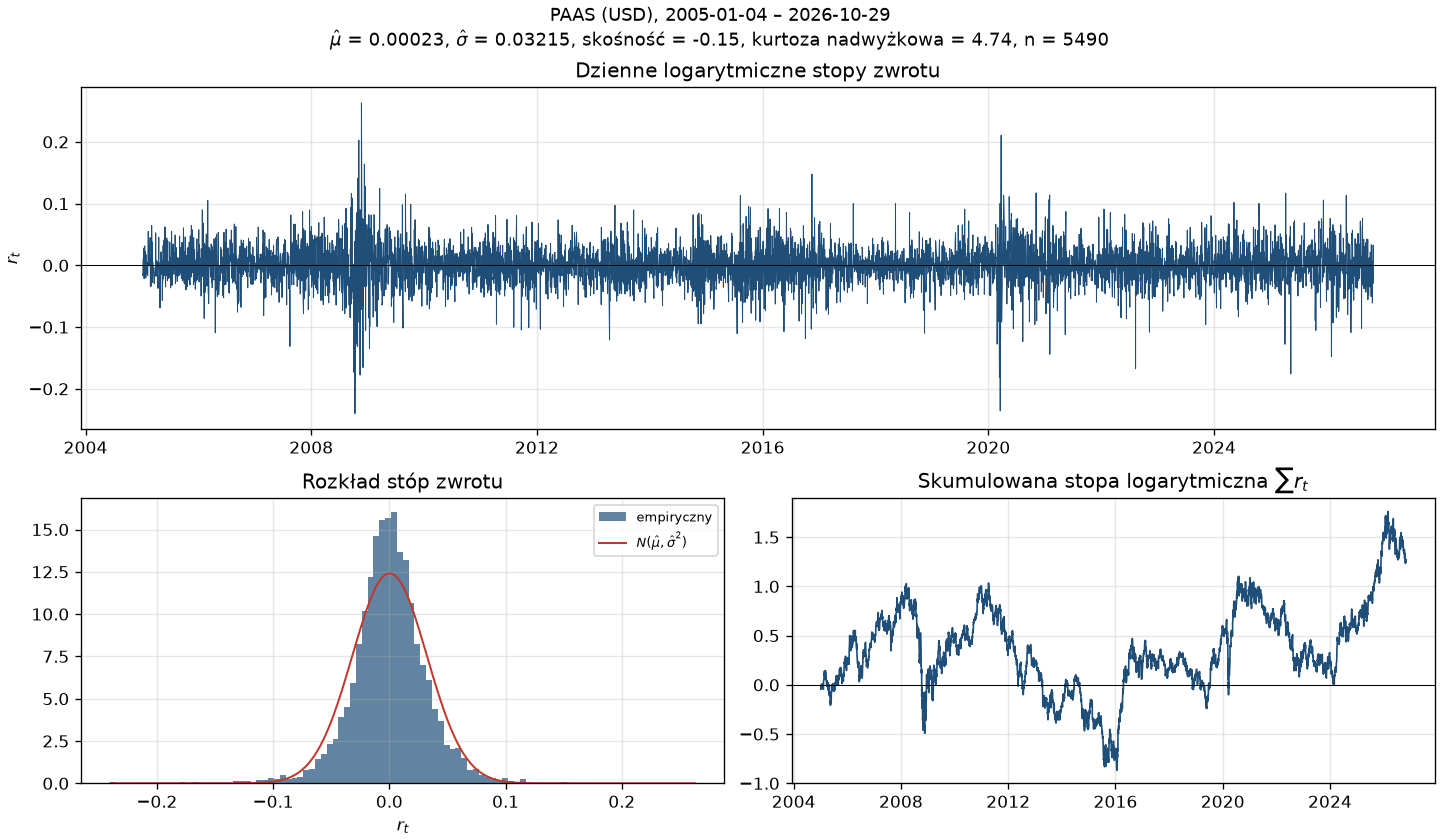 PAAS (USD), 2005-01-04 – 2026-10-29
μ̂ = 0.00023, σ̂ = 0.03215, skośność = -0.15, kurtoza nadwyżkowa = 4.74, n = 5490
Dzienne logarytmiczne stopy zwrotu
r_t
0.2
0.1
0.0
−0.1
−0.2
2004 2008 2012 2016 2020 2024
Rozkład stóp zwrotu
empiryczny
N(μ̂, σ̂²)
15.0
12.5
10.0
7.5
5.0
2.5
0.0
−0.2 −0.1 0.0 0.1 0.2
r_t
Skumulowana stopa logarytmiczna ∑r_t
1.5
1.0
0.5
0.0
−0.5
−1.0
2004 2008 2012 2016 2020 2024